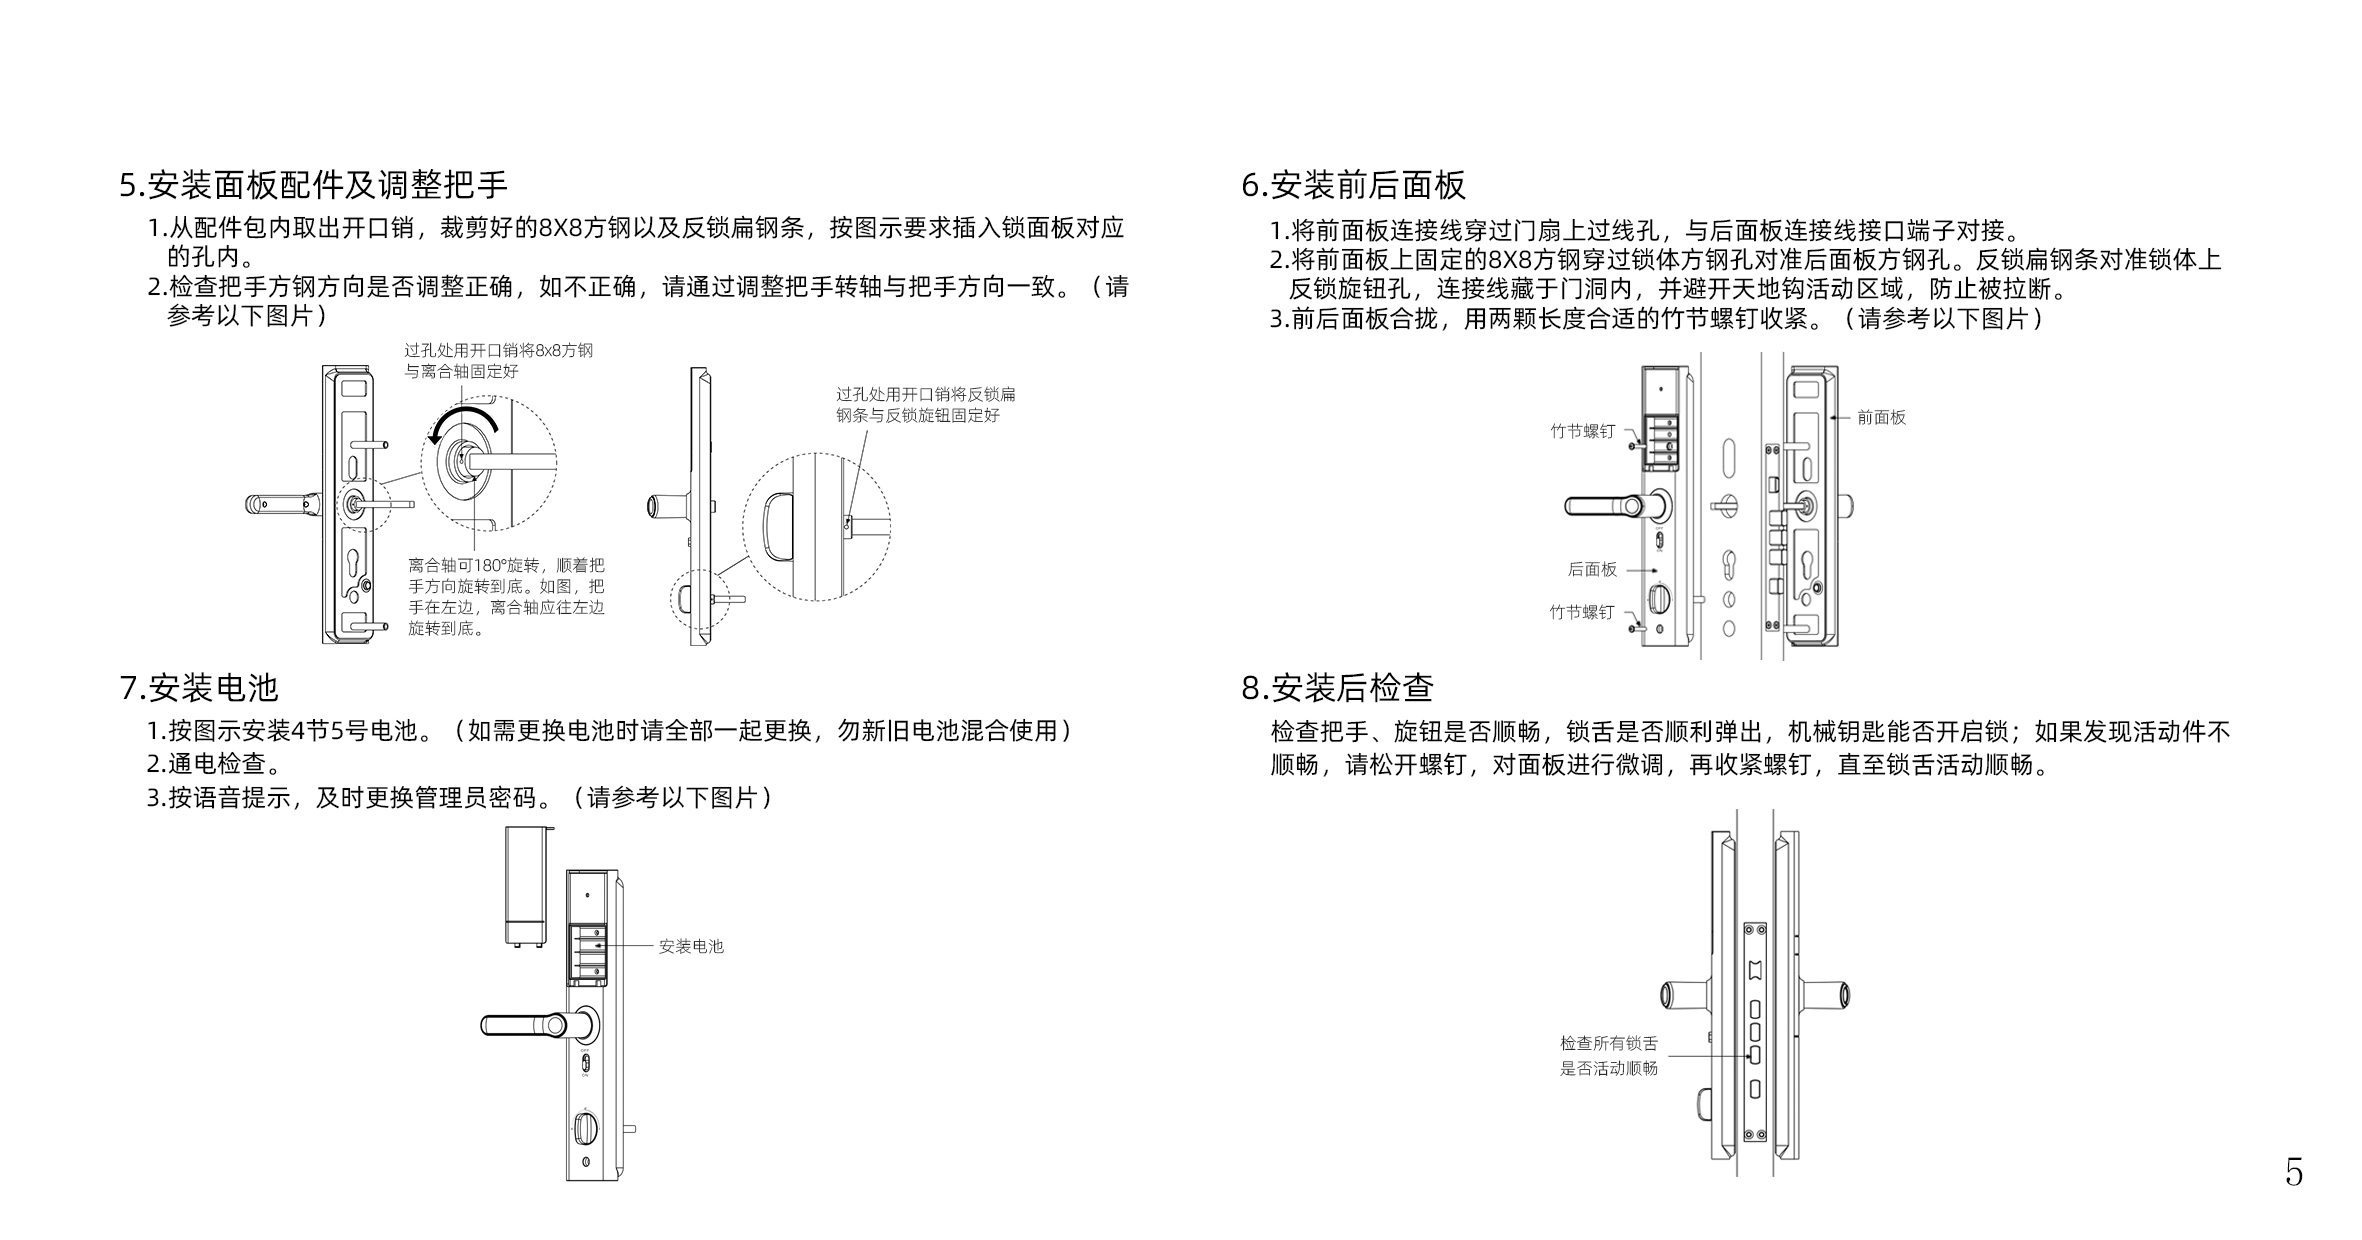 5.安装面板配件及调整把手
1.从配件包内取出开口销，裁剪好的8X8方钢以及反锁扁钢条，按图示要求插入锁面板对应
的孔内。
2.检查把手方钢方向是否调整正确，如不正确，请通过调整把手转轴与把手方向一致。（请
参考以下图片）
过孔处用开口销将8x8方钢
与离合轴固定好
过孔处用开口销将反锁扁
钢条与反锁旋钮固定好
离合轴可180°旋转，顺着把
手方向旋转到底。如图，把
手在左边，离合轴应往左边
旋转到底。
6.安装前后面板
1.将前面板连接线穿过门扇上过线孔，与后面板连接线接口端子对接。
2.将前面板上固定的8X8方钢穿过锁体方钢孔对准后面板方钢孔。反锁扁钢条对准锁体上
反锁旋钮孔，连接线藏于门洞内，并避开天地钩活动区域，防止被拉断。
3.前后面板合拢，用两颗长度合适的竹节螺钉收紧。（请参考以下图片）
前面板
竹节螺钉
OFF
ON
后面板
竹节螺钉
7.安装电池
1.按图示安装4节5号电池。（如需更换电池时请全部一起更换，勿新旧电池混合使用）
2.通电检查。
3.按语音提示，及时更换管理员密码。（请参考以下图片）
安装电池
OFF
ON
8.安装后检查
检查把手、旋钮是否顺畅，锁舌是否顺利弹出，机械钥匙能否开启锁；如果发现活动件不
顺畅，请松开螺钉，对面板进行微调，再收紧螺钉，直至锁舌活动顺畅。
检查所有锁舌
是否活动顺畅
5